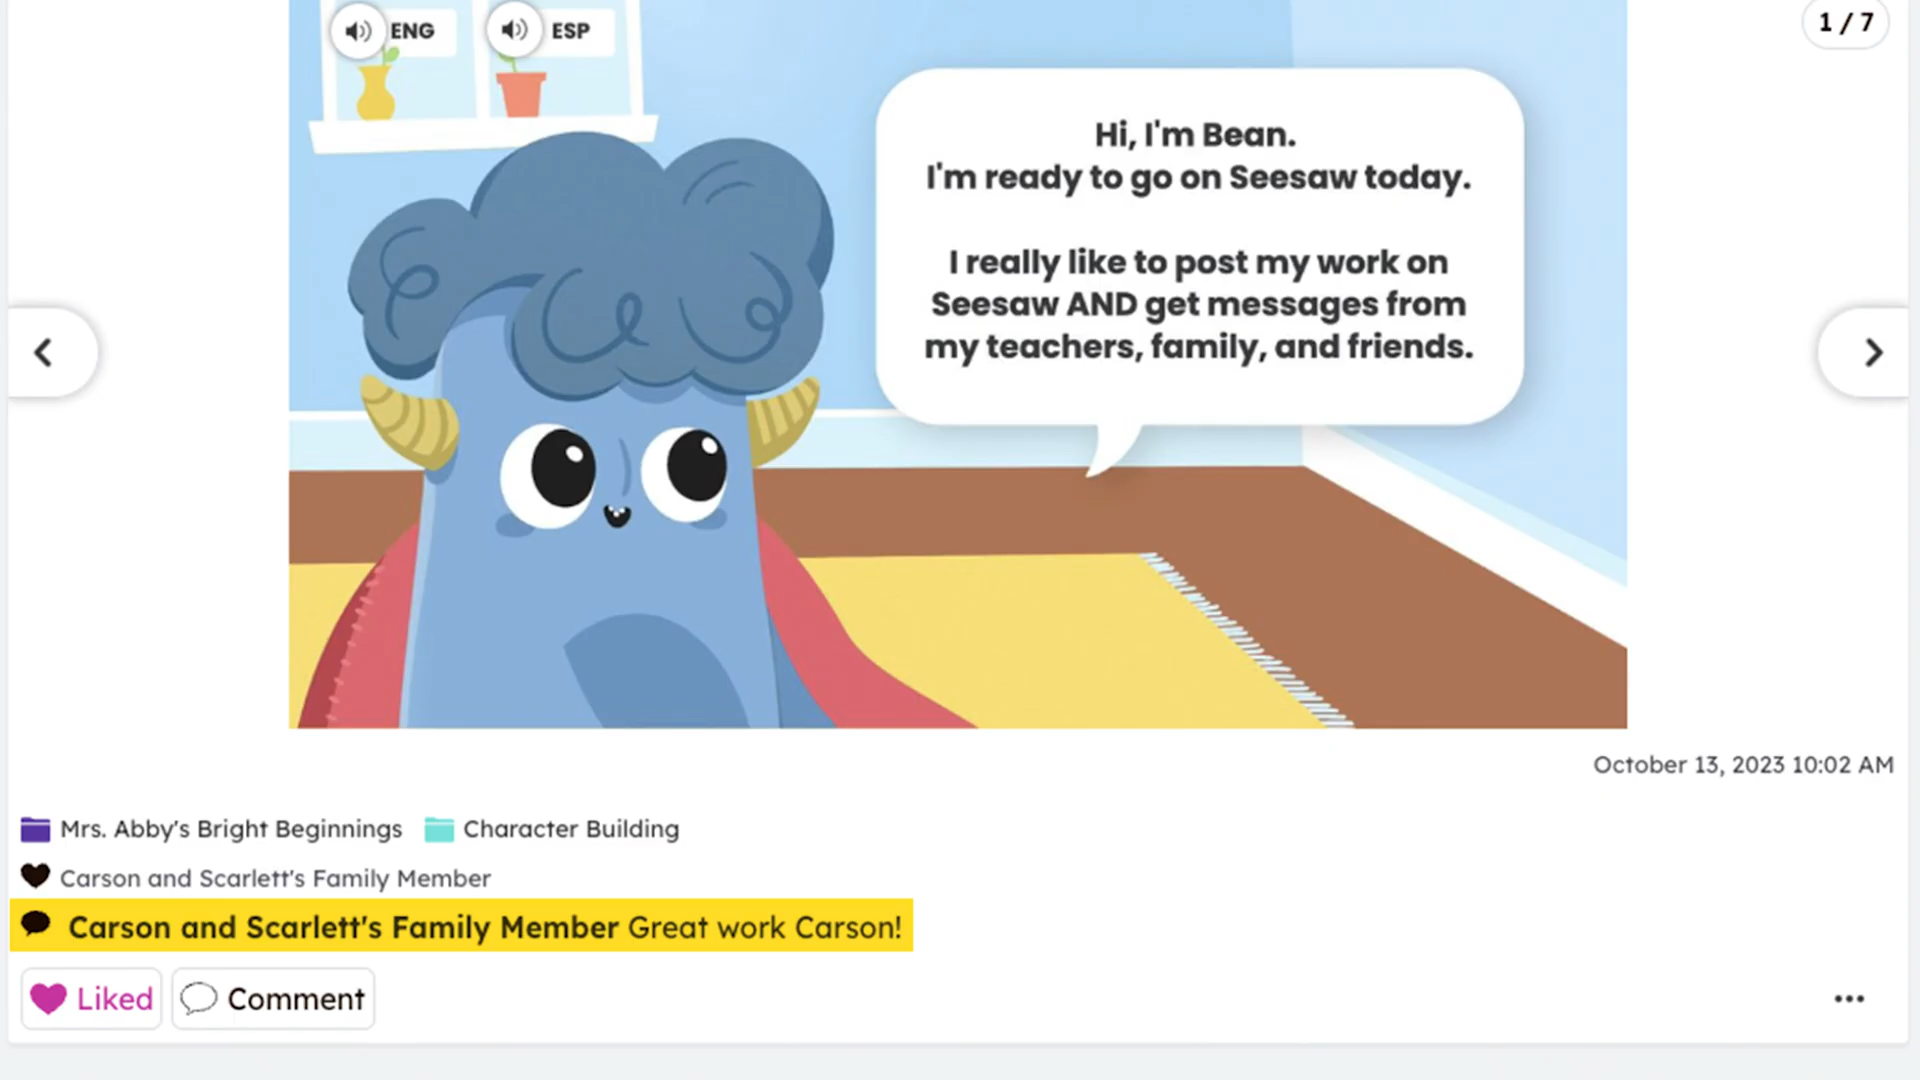 ENG
ESP
1 / 7
Hi, I'm Bean.
I'm ready to go on Seesaw today.
I really like to post my work on
Seesaw AND get messages from
my teachers, family, and friends.
October 13, 2023 10:02 AM
Mrs. Abby's Bright Beginnings
Character Building
Carson and Scarlett's Family Member
Carson and Scarlett's Family Member Great work Carson!
Liked
Comment